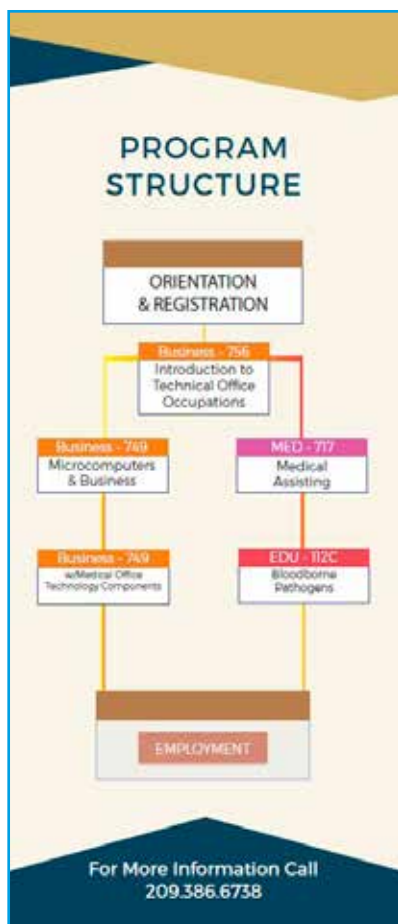 PROGRAM
STRUCTURE
ORIENTATION
& REGISTRATION
Business - 756
Introduction to
Technical Office
Occupations
Business - 749
Microcomputers
& Business
MED - 717
Medical
Assisting
Business - 749
w/Medical Office
Technology Components
EDU - 112C
Bloodborne
Pathogens
EMPLOYMENT
For More Information Call
209.386.6738